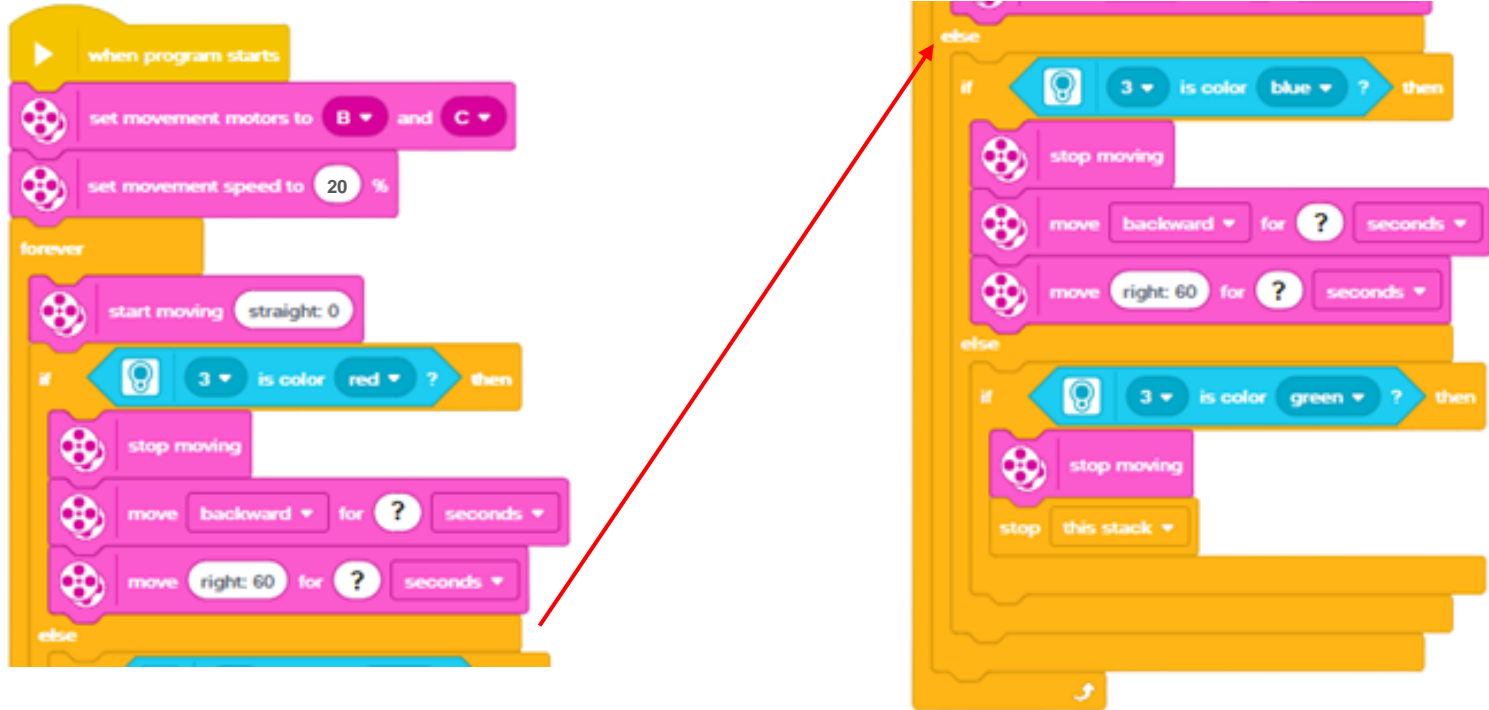 when program starts
set movement motors to B and C
set movement speed to 20 %
forever
start moving straight: 0
if 3 is color red ? then
stop moving
move backward for ? seconds
move right: 60 for ? seconds
else
else
if 3 is color blue ? then
stop moving
move backward for ? seconds
move right: 60 for ? seconds
else
if 3 is color green ? then
stop moving
stop this stack